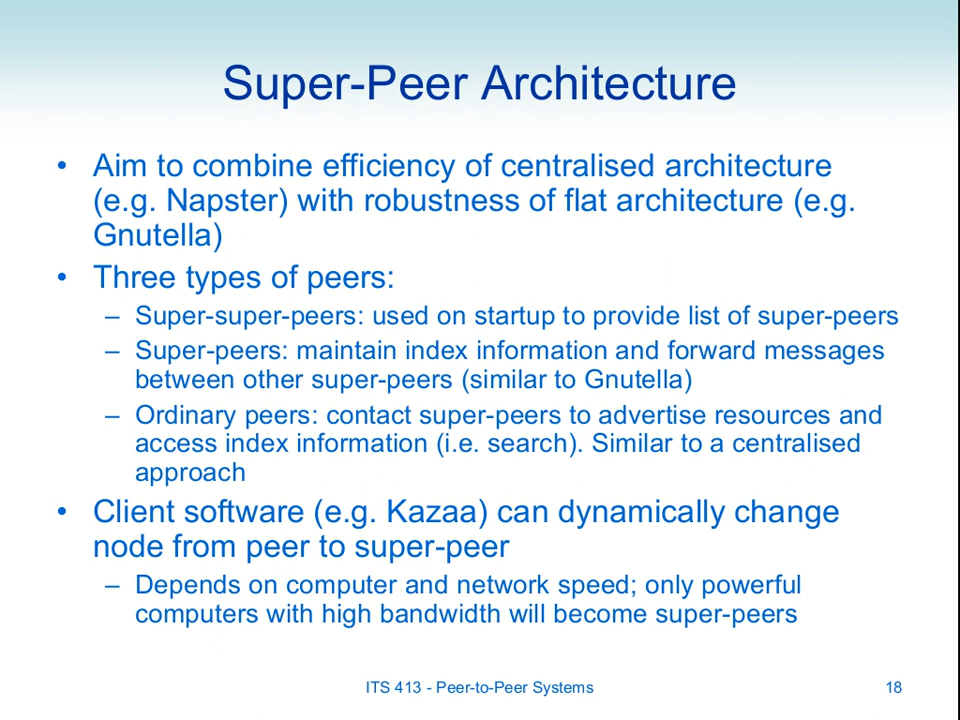 Super-Peer Architecture
• Aim to combine efficiency of centralised architecture
(e.g. Napster) with robustness of flat architecture (e.g.
Gnutella)
• Three types of peers:
– Super-super-peers: used on startup to provide list of super-peers
– Super-peers: maintain index information and forward messages
between other super-peers (similar to Gnutella)
– Ordinary peers: contact super-peers to advertise resources and
access index information (i.e. search). Similar to a centralised
approach
• Client software (e.g. Kazaa) can dynamically change
node from peer to super-peer
– Depends on computer and network speed; only powerful
computers with high bandwidth will become super-peers
ITS 413 - Peer-to-Peer Systems
18